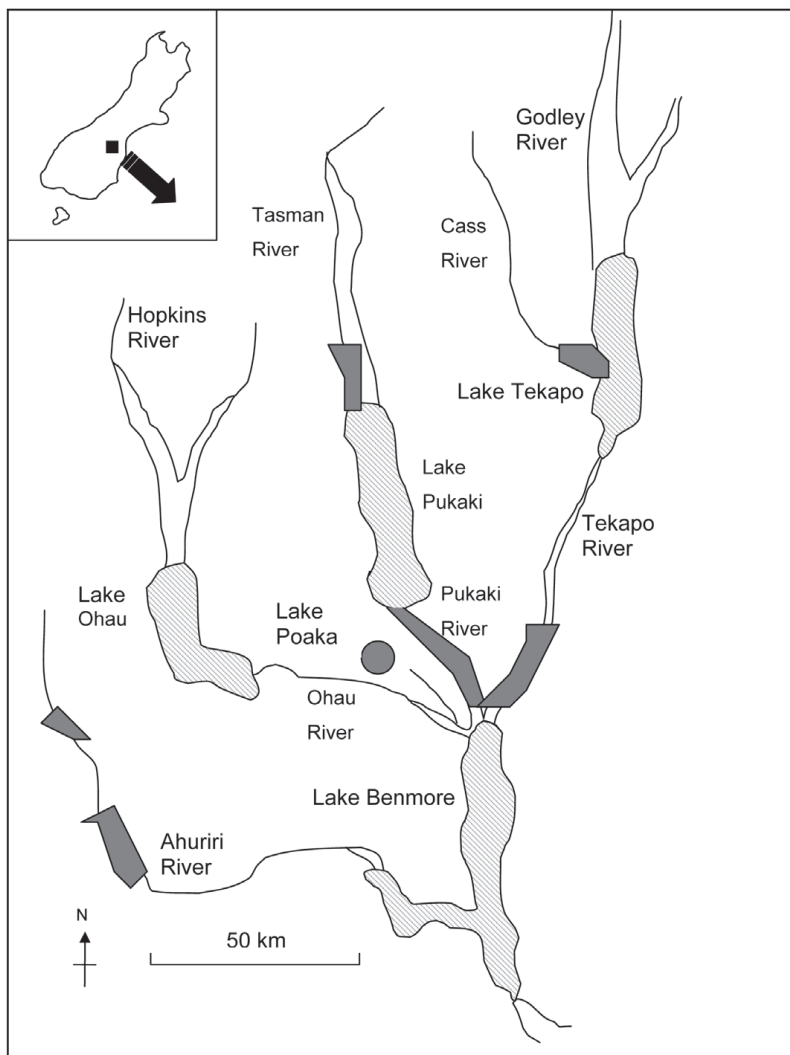 Godley
River
Tasman
River
Cass
River
Hopkins
River
Lake Tekapo
Lake
Pukaki
Tekapo
River
Lake
Ohau
Lake
Poaka
Pukaki
River
Ohau
River
Lake Benmore
Ahuriri
River
N
50 km